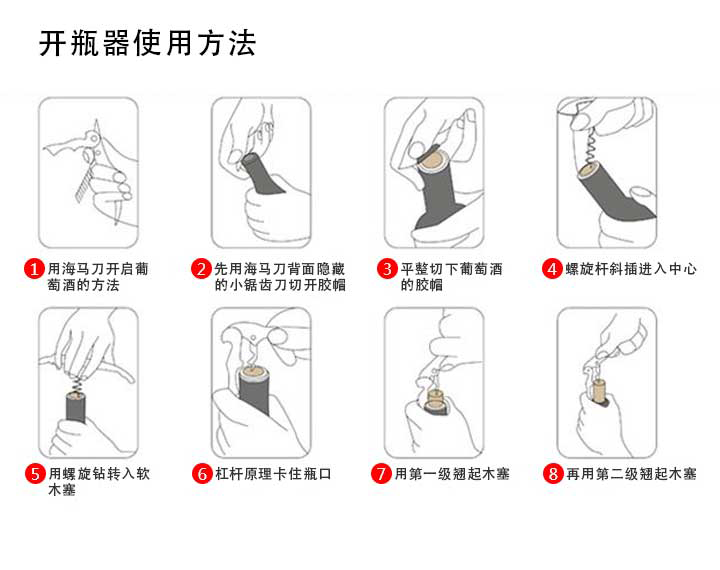 开瓶器使用方法
1 用海马刀开启葡
萄酒的方法
2 先用海马刀背面隐藏
的小锯齿刀切开胶帽
3 平整切下葡萄酒
的胶帽
4 螺旋杆斜插进入中心
5 用螺旋钻转入软
木塞
6 杠杆原理卡住瓶口
7 用第一级翘起木塞
8 再用第二级翘起木塞